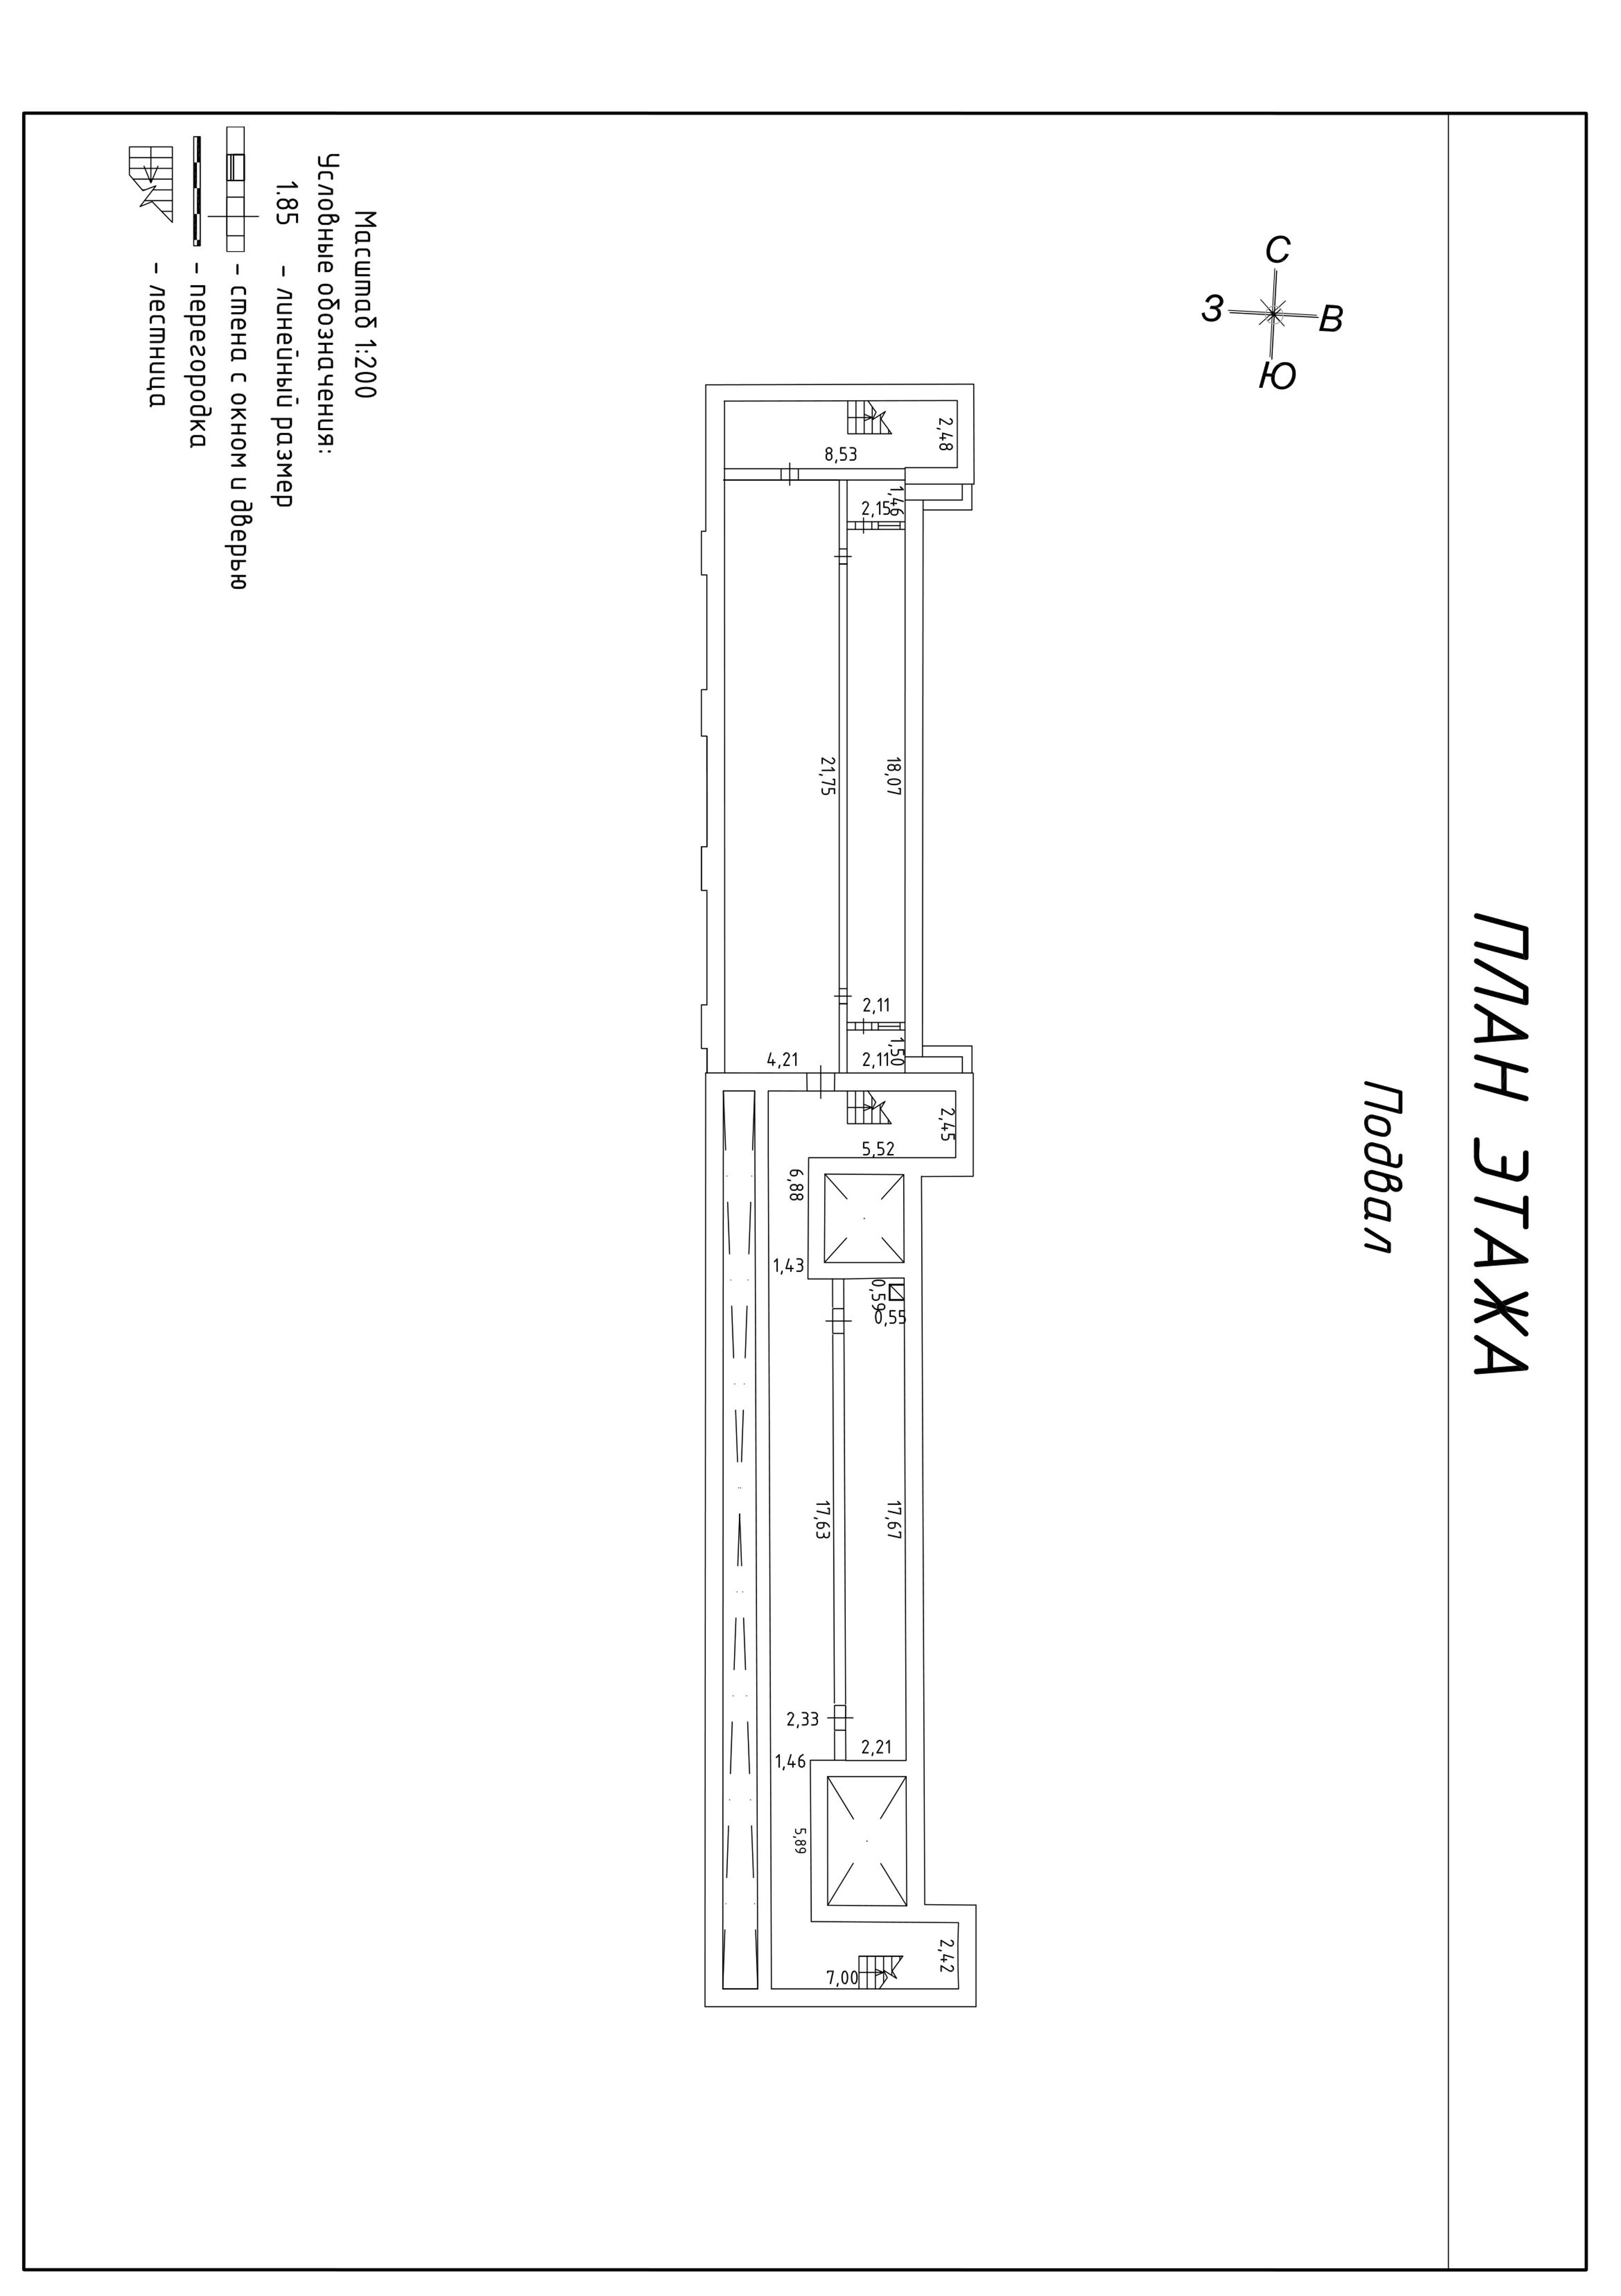 ПЛАН ЭТАЖА
Подвал
С
З
В
Ю
2,48
8,53
1,46
2,15
21,75
18,07
2,11
1,50
4,21
2,11
2,45
5,52
6,88
1,43
0,59
0,55
17,63
17,67
2,33
2,21
1,46
5,89
2,42
7,00
Масштаб 1:200
Условные обозначения:
1.85 - линейный размер
- стена с окном и дверью
- перегородка
- лестница